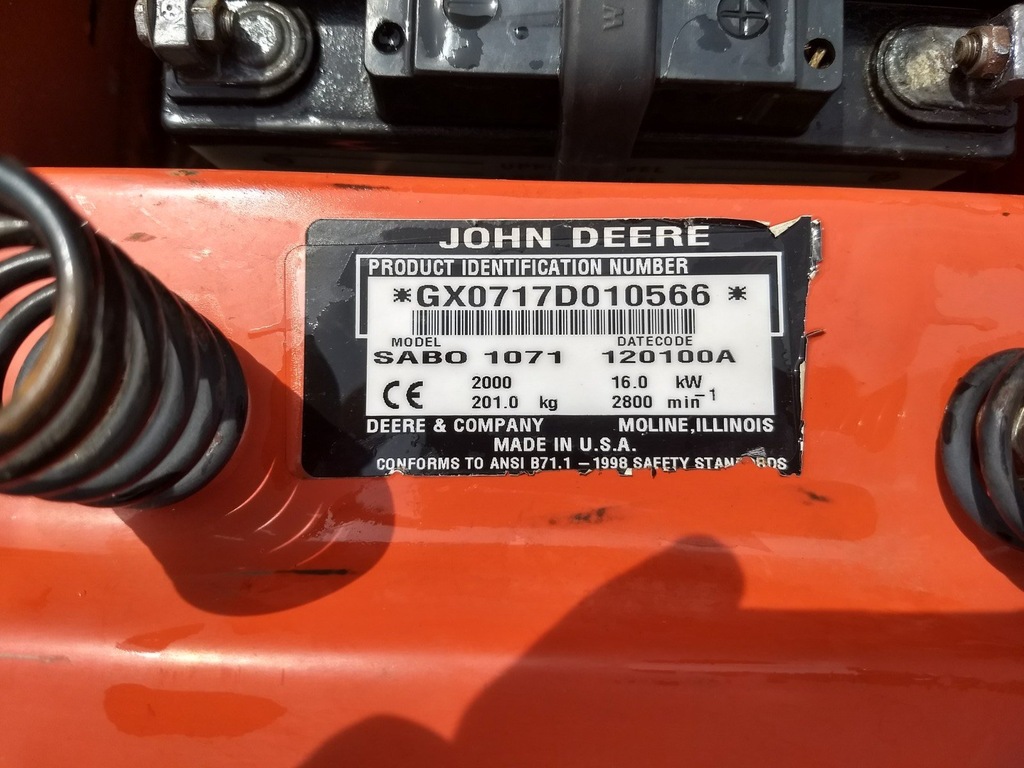 JOHN DEERE
PRODUCT IDENTIFICATION NUMBER
*GX0717D010566 *
MODEL DATECODE
SABO 1071 120100A
CE 2000 16.0 kW
201.0 kg 2800 min-1
DEERE & COMPANY MOLINE, ILLINOIS
MADE IN U.S.A.
CONFORMS TO ANSI B71.1 – 1998 SAFETY STANDARDS